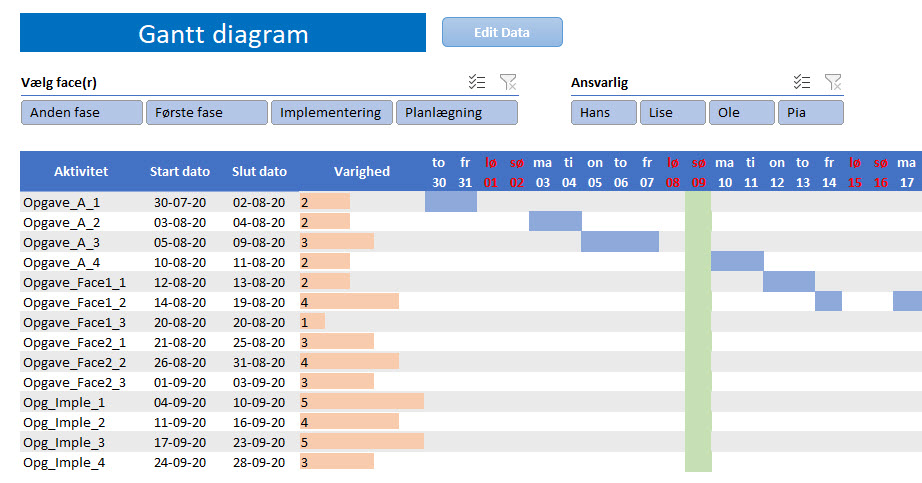 Gantt diagram Edit Data
Vælg face(r) Ansvarlig
Anden fase Første fase Implementering Planlægning Hans Lise Ole Pia
to fr lø sø ma ti on to fr lø sø ma ti on to fr lø sø ma
Aktivitet Start dato Slut dato Varighed
30 31 01 02 03 04 05 06 07 08 09 10 11 12 13 14 15 16 17
Opgave_A_1 30-07-20 02-08-20 2
Opgave_A_2 03-08-20 04-08-20 2
Opgave_A_3 05-08-20 09-08-20 3
Opgave_A_4 10-08-20 11-08-20 2
Opgave_Face1_1 12-08-20 13-08-20 2
Opgave_Face1_2 14-08-20 19-08-20 4
Opgave_Face1_3 20-08-20 20-08-20 1
Opgave_Face2_1 21-08-20 25-08-20 3
Opgave_Face2_2 26-08-20 31-08-20 4
Opgave_Face2_3 01-09-20 03-09-20 3
Opg_Imple_1 04-09-20 10-09-20 5
Opg_Imple_2 11-09-20 16-09-20 4
Opg_Imple_3 17-09-20 23-09-20 5
Opg_Imple_4 24-09-20 28-09-20 3